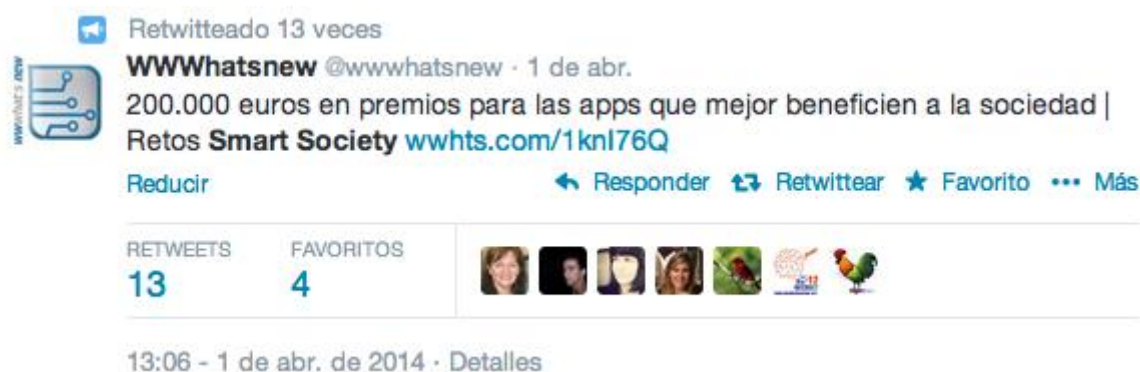 Retwitteado 13 veces
WWWhatsnew @wwwhatsnew · 1 de abr.
wwwhat's new
200.000 euros en premios para las apps que mejor beneficien a la sociedad |
Retos Smart Society wwhts.com/1knI76Q
Reducir Responder Retwittear Favorito ••• Más
RETWEETS FAVORITOS
13 4
13:06 - 1 de abr. de 2014 · Detalles